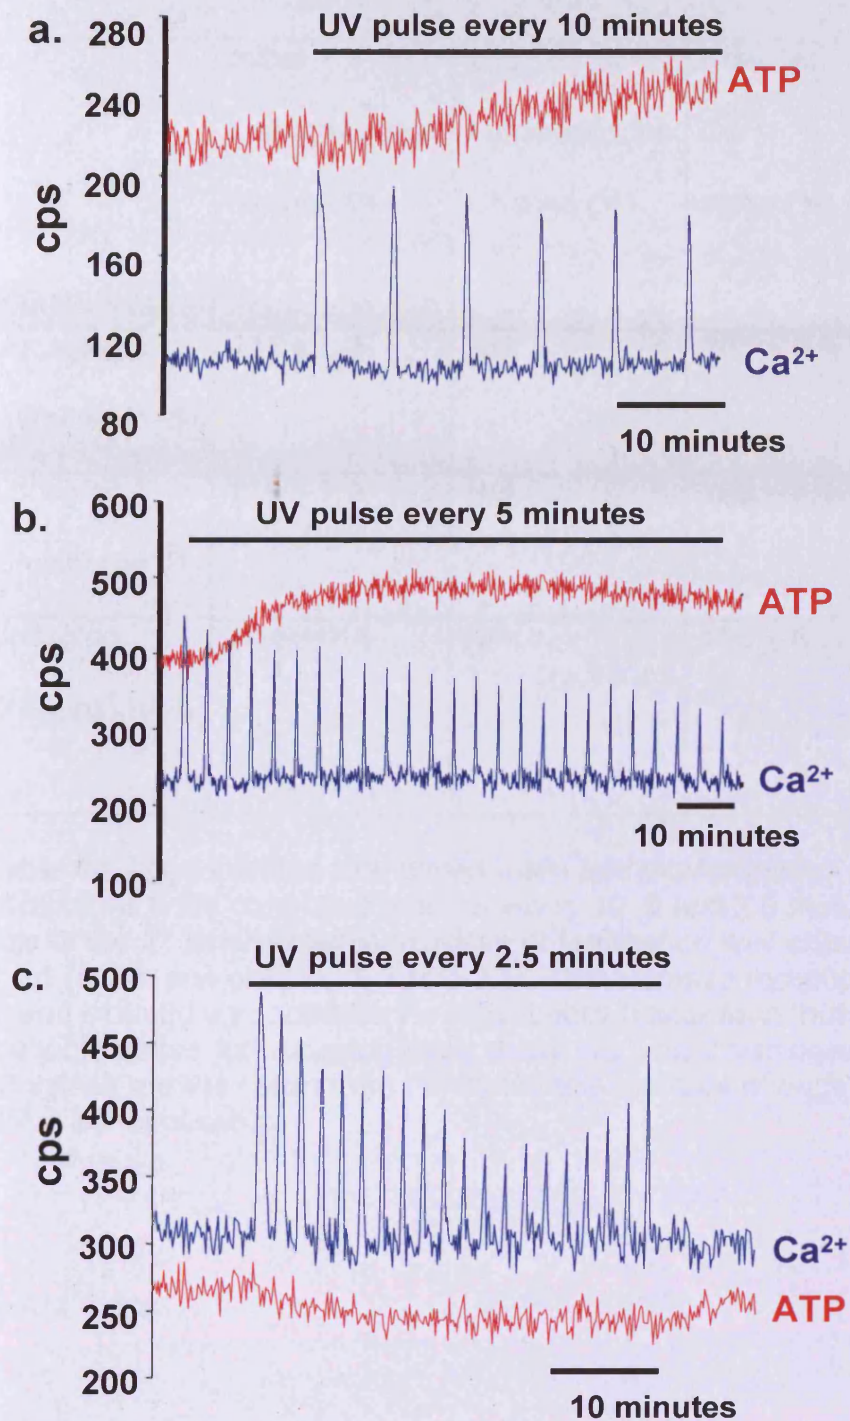 a.
UV pulse every 10 minutes
280
240
200
160
120
80
cps
ATP
Ca²⁺
10 minutes
b.
UV pulse every 5 minutes
600
500
400
300
200
100
cps
ATP
Ca²⁺
10 minutes
c.
UV pulse every 2.5 minutes
500
450
400
350
300
250
200
cps
Ca²⁺
ATP
10 minutes